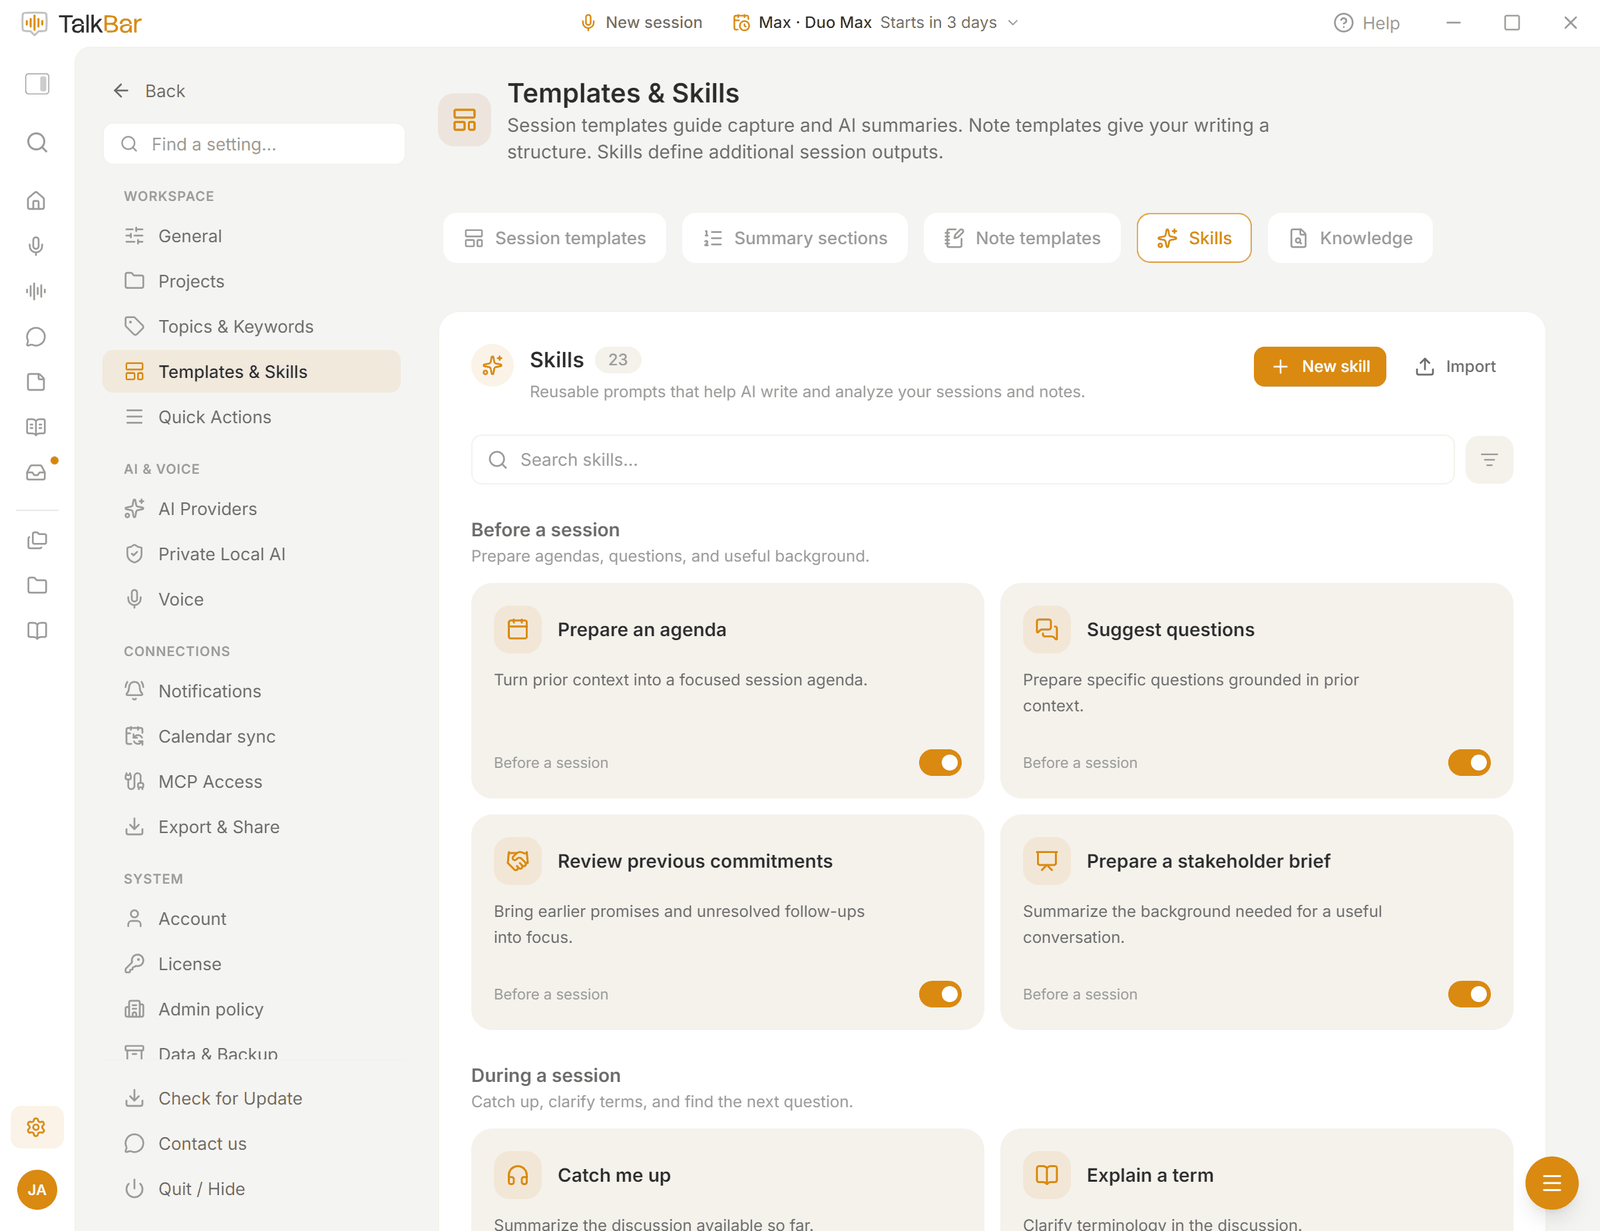 TalkBar
New session
Max · Duo Max Starts in 3 days
Help
Back
Find a setting...
WORKSPACE
General
Projects
Topics & Keywords
Templates & Skills
Quick Actions
AI & VOICE
AI Providers
Private Local AI
Voice
CONNECTIONS
Notifications
Calendar sync
MCP Access
Export & Share
SYSTEM
Account
License
Admin policy
Data & Backup
Check for Update
Contact us
Quit / Hide
JA
Templates & Skills
Session templates guide capture and AI summaries. Note templates give your writing a
structure. Skills define additional session outputs.
Session templates
Summary sections
Note templates
Skills
Knowledge
Skills 23
Reusable prompts that help AI write and analyze your sessions and notes.
New skill
Import
Search skills...
Before a session
Prepare agendas, questions, and useful background.
Prepare an agenda
Turn prior context into a focused session agenda.
Before a session
Suggest questions
Prepare specific questions grounded in prior
context.
Before a session
Review previous commitments
Bring earlier promises and unresolved follow-ups
into focus.
Before a session
Prepare a stakeholder brief
Summarize the background needed for a useful
conversation.
Before a session
During a session
Catch up, clarify terms, and find the next question.
Catch me up
Summarize the discussion available so far.
Explain a term
Clarify terminology in the discussion.